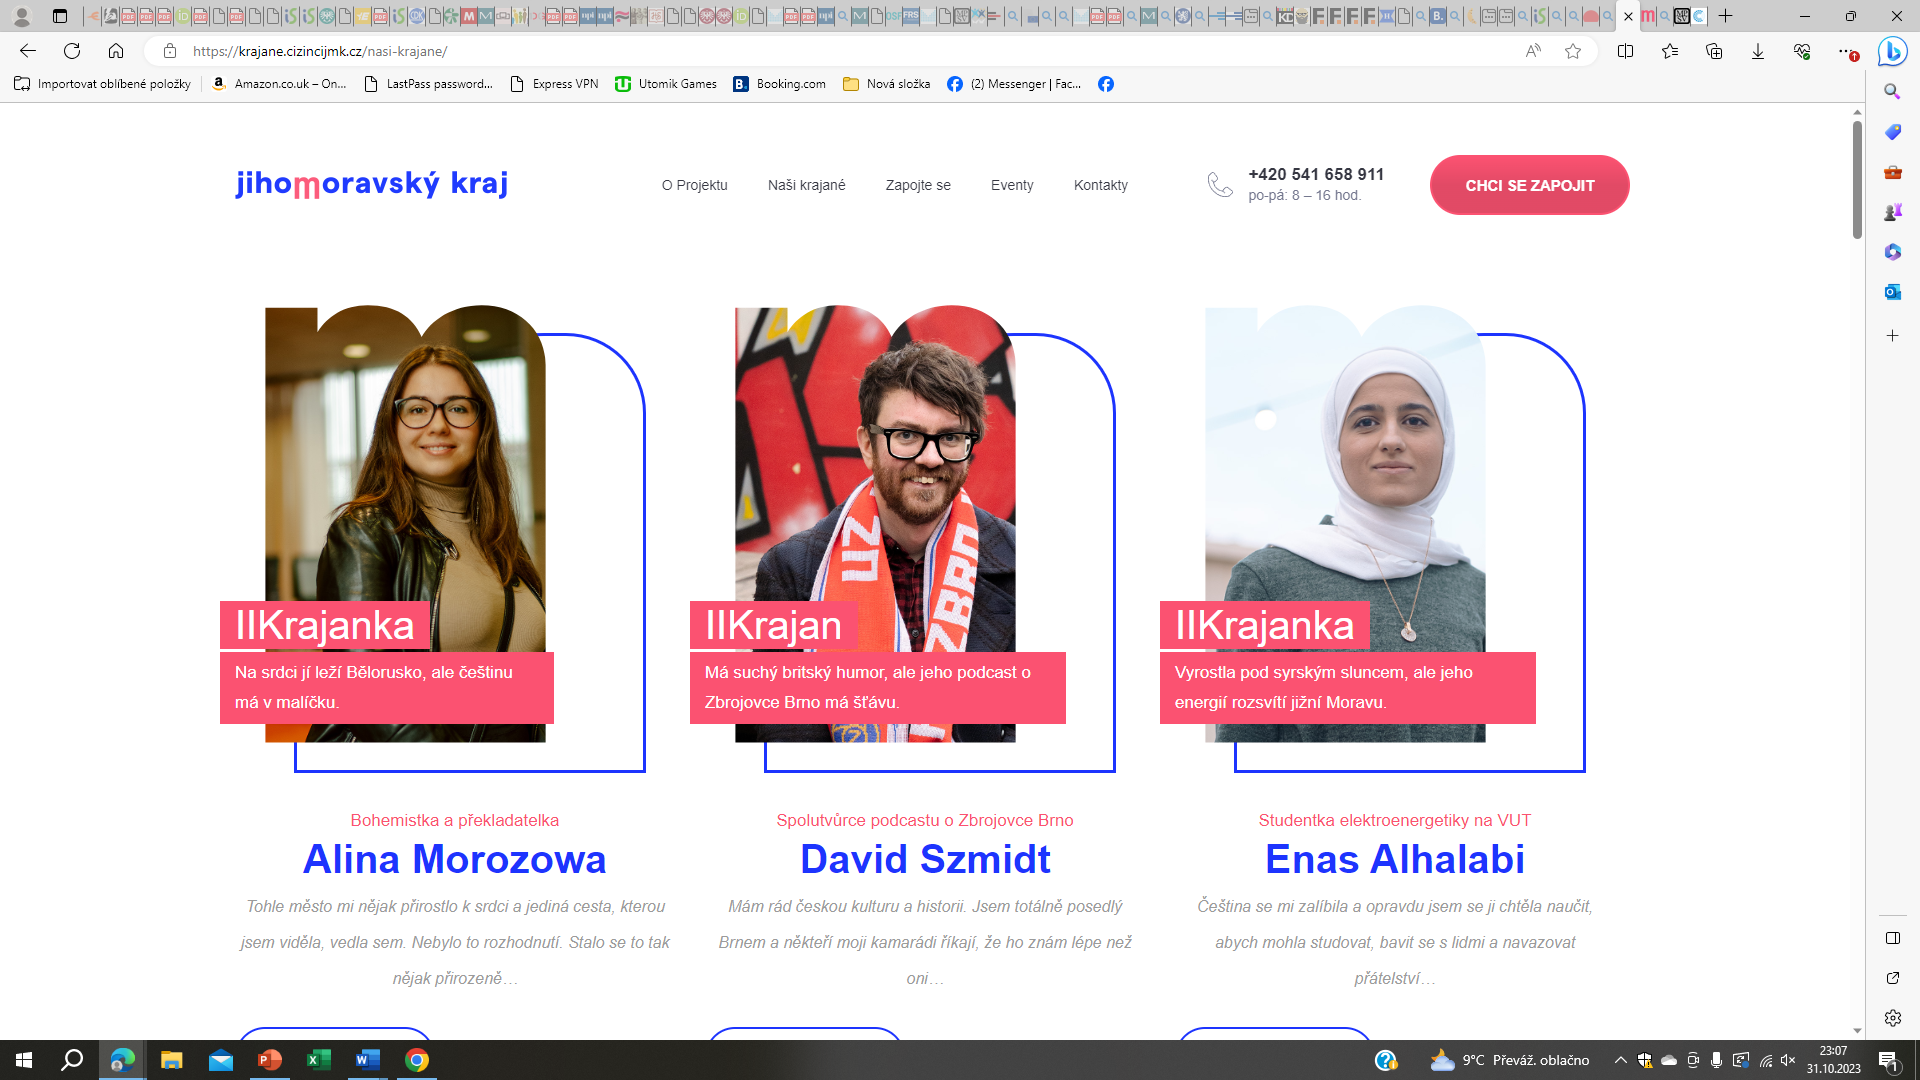 https://krajane.cizincijmk.cz/nasi-krajane/
Importovat oblíbené položky
Amazon.co.uk – On...
LastPass password...
Express VPN
Utomik Games
Booking.com
Nová složka
(2) Messenger | Fac...
jihomoravský kraj
O Projektu
Naši krajané
Zapojte se
Eventy
Kontakty
+420 541 658 911
po-pá: 8 – 16 hod.
CHCI SE ZAPOJIT
IIKrajanka
Na srdci jí leží Bělorusko, ale češtinu
má v malíčku.
Bohemistka a překladatelka
Alina Morozowa
Tohle město mi nějak přirostlo k srdci a jediná cesta, kterou
jsem viděla, vedla sem. Nebylo to rozhodnutí. Stalo se to tak
nějak přirozeně…
IIKrajan
Má suchý britský humor, ale jeho podcast o
Zbrojovce Brno má šťávu.
Spolutvůrce podcastu o Zbrojovce Brno
David Szmidt
Mám rád českou kulturu a historii. Jsem totálně posedlý
Brnem a někteří moji kamarádi říkají, že ho znám lépe než
oni…
IIKrajanka
Vyrostla pod syrským sluncem, ale jeho
energií rozsvítí jižní Moravu.
Studentka elektroenergetiky na VUT
Enas Alhalabi
Čeština se mi zalíbila a opravdu jsem se ji chtěla naučit,
abych mohla studovat, bavit se s lidmi a navazovat
přátelství…
9°C Převáž. oblačno
23:07
31.10.2023
1